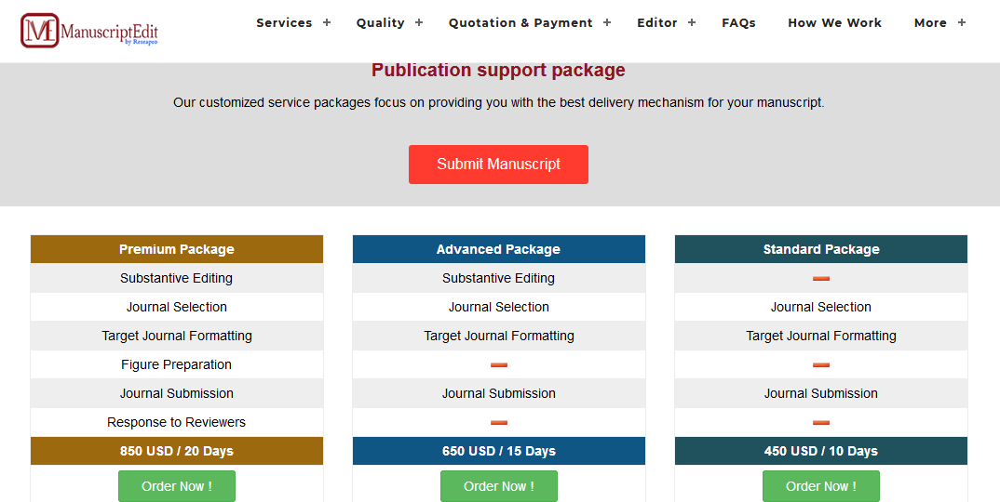 ManuscriptEdit
by Reseapro
Services + Quality + Quotation & Payment + Editor + FAQs How We Work More +
Publication support package
Our customized service packages focus on providing you with the best delivery mechanism for your manuscript.
Submit Manuscript
Premium Package
Substantive Editing
Journal Selection
Target Journal Formatting
Figure Preparation
Journal Submission
Response to Reviewers
850 USD / 20 Days
Order Now !
Advanced Package
Substantive Editing
Journal Selection
Target Journal Formatting
Journal Submission
650 USD / 15 Days
Order Now !
Standard Package
Journal Selection
Target Journal Formatting
Journal Submission
450 USD / 10 Days
Order Now !